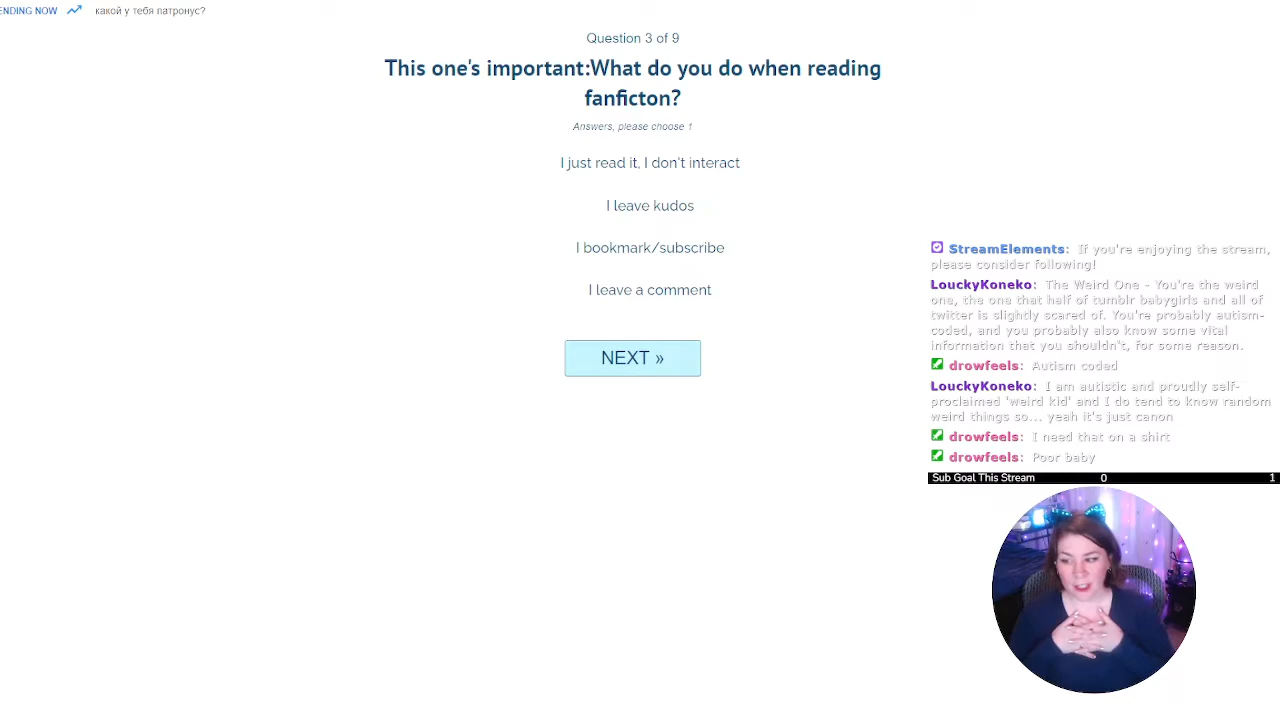 ENDING NOW какой у тебя патронус?
Question 3 of 9
This one's important:What do you do when reading
fanficton?
Answers, please choose 1
I just read it, I don't interact
I leave kudos
I bookmark/subscribe
I leave a comment
NEXT »
StreamElements: If you're enjoying the stream,
please consider following!
LouckyKoneko: The Weird One - You're the weird
one, the one that half of tumblr babygirls and all of
twitter is slightly scared of. You're probably autism-
coded, and you probably also know some vital
information that you shouldn't, for some reason.
drowfeels: Autism coded
LouckyKoneko: I am autistic and proudly self-
proclaimed 'weird kid' and I do tend to know random
weird things so... yeah it's just canon
drowfeels: I need that on a shirt
drowfeels: Poor baby
Sub Goal This Stream 0 1